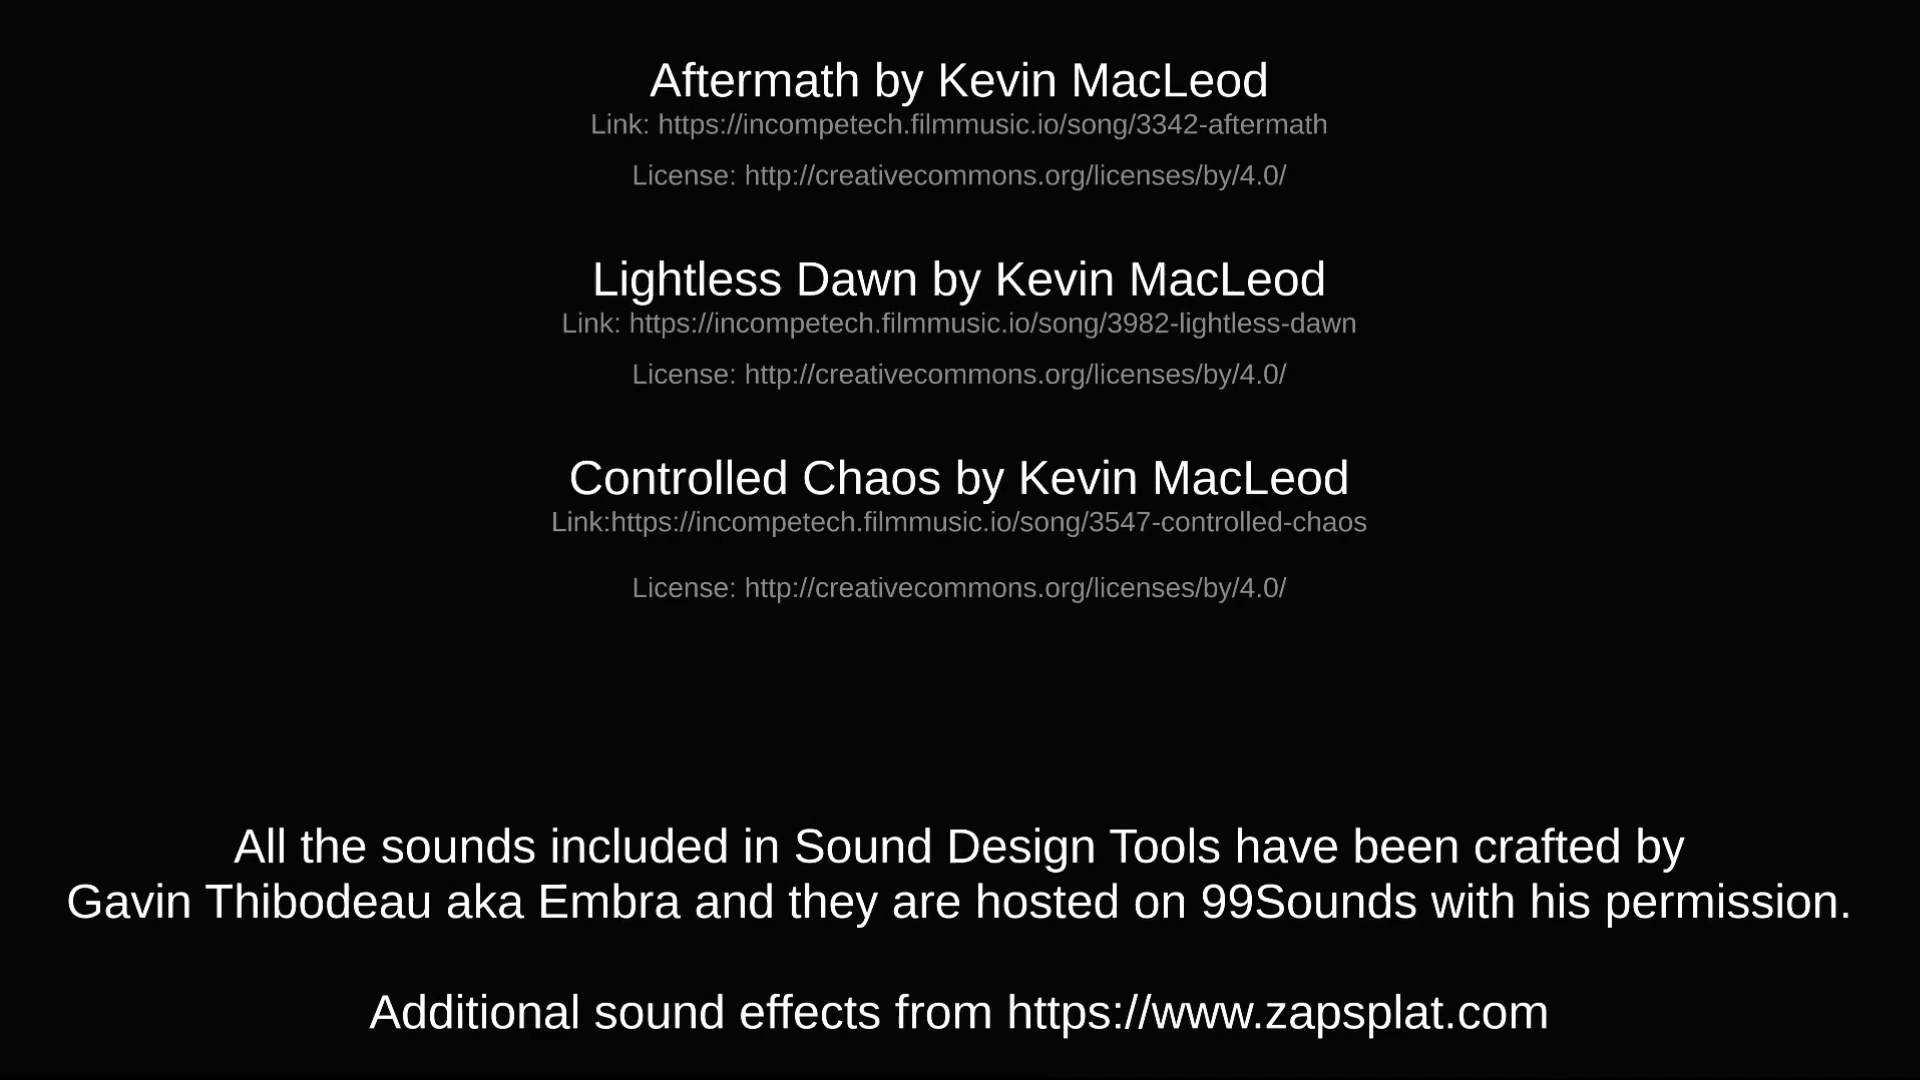 Aftermath by Kevin MacLeod
Link: https://incompetech.filmmusic.io/song/3342-aftermath
License: http://creativecommons.org/licenses/by/4.0/
Lightless Dawn by Kevin MacLeod
Link: https://incompetech.filmmusic.io/song/3982-lightless-dawn
License: http://creativecommons.org/licenses/by/4.0/
Controlled Chaos by Kevin MacLeod
Link:https://incompetech.filmmusic.io/song/3547-controlled-chaos
License: http://creativecommons.org/licenses/by/4.0/
All the sounds included in Sound Design Tools have been crafted by
Gavin Thibodeau aka Embra and they are hosted on 99Sounds with his permission.
Additional sound effects from https://www.zapsplat.com